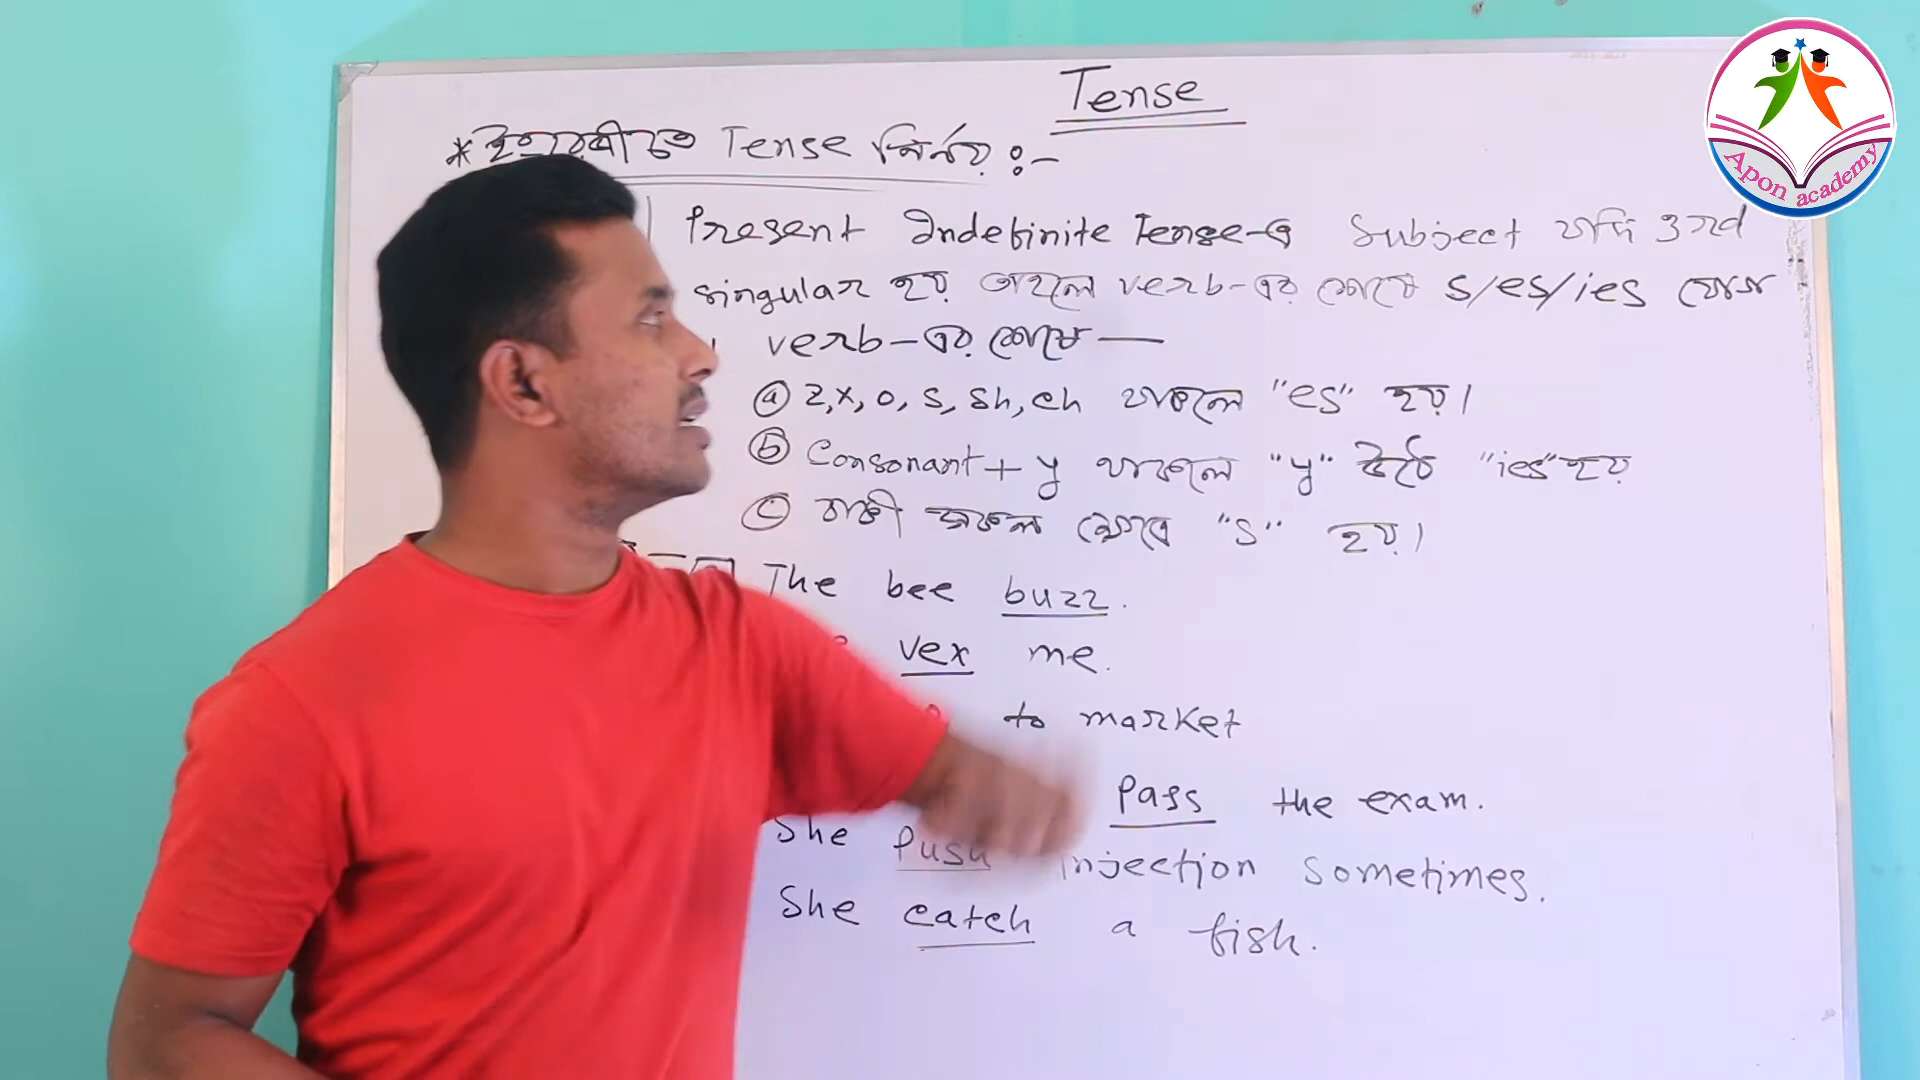 Tense
* ইংরেজীতে Tense নির্নয় :-
Present Indefinite Tense-এ Subject যদি 3rd
singular হয় তাহলে verb-এর শেষে s/es/ies যোগ
verb-এর শেষে —
ⓐ z, x, o, s, sh, ch থাকলে "es" হয়।
ⓑ Consonant + y থাকলে "y" উঠে "ies" হয়
ⓒ বাকী সকল ক্ষেত্রে "s" হয়।
The bee buzz.
vex me.
to market
Pass the exam.
She Push injection sometimes.
She catch a fish.
Apon academy